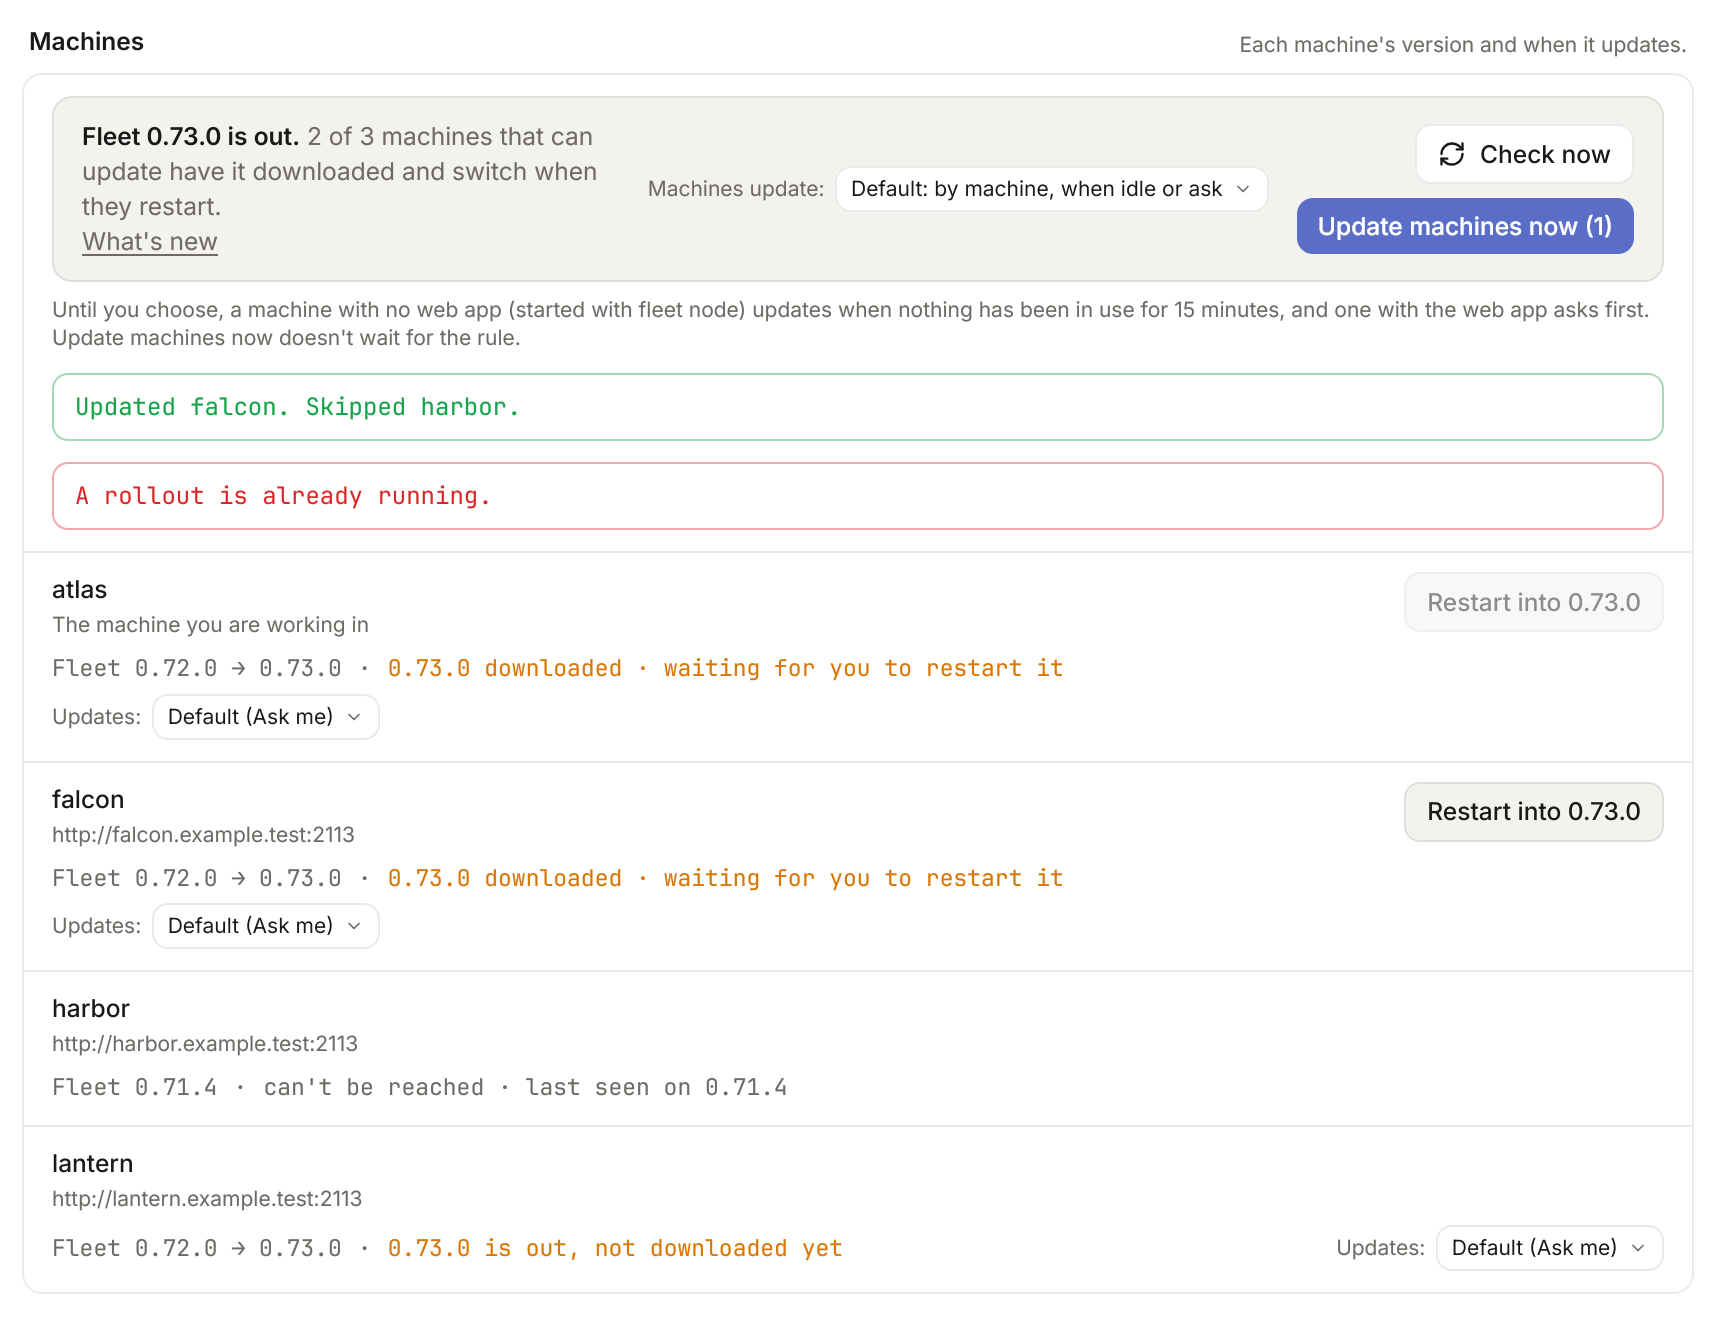 Machines
Each machine's version and when it updates.
Fleet 0.73.0 is out. 2 of 3 machines that can
update have it downloaded and switch when
they restart.
What's new
Machines update: Default: by machine, when idle or ask
Check now
Update machines now (1)
Until you choose, a machine with no web app (started with fleet node) updates when nothing has been in use for 15 minutes, and one with the web app asks first.
Update machines now doesn't wait for the rule.
Updated falcon. Skipped harbor.
A rollout is already running.
atlas
Restart into 0.73.0
The machine you are working in
Fleet 0.72.0 → 0.73.0 · 0.73.0 downloaded · waiting for you to restart it
Updates: Default (Ask me)
falcon
Restart into 0.73.0
http://falcon.example.test:2113
Fleet 0.72.0 → 0.73.0 · 0.73.0 downloaded · waiting for you to restart it
Updates: Default (Ask me)
harbor
http://harbor.example.test:2113
Fleet 0.71.4 · can't be reached · last seen on 0.71.4
lantern
http://lantern.example.test:2113
Fleet 0.72.0 → 0.73.0 · 0.73.0 is out, not downloaded yet
Updates: Default (Ask me)